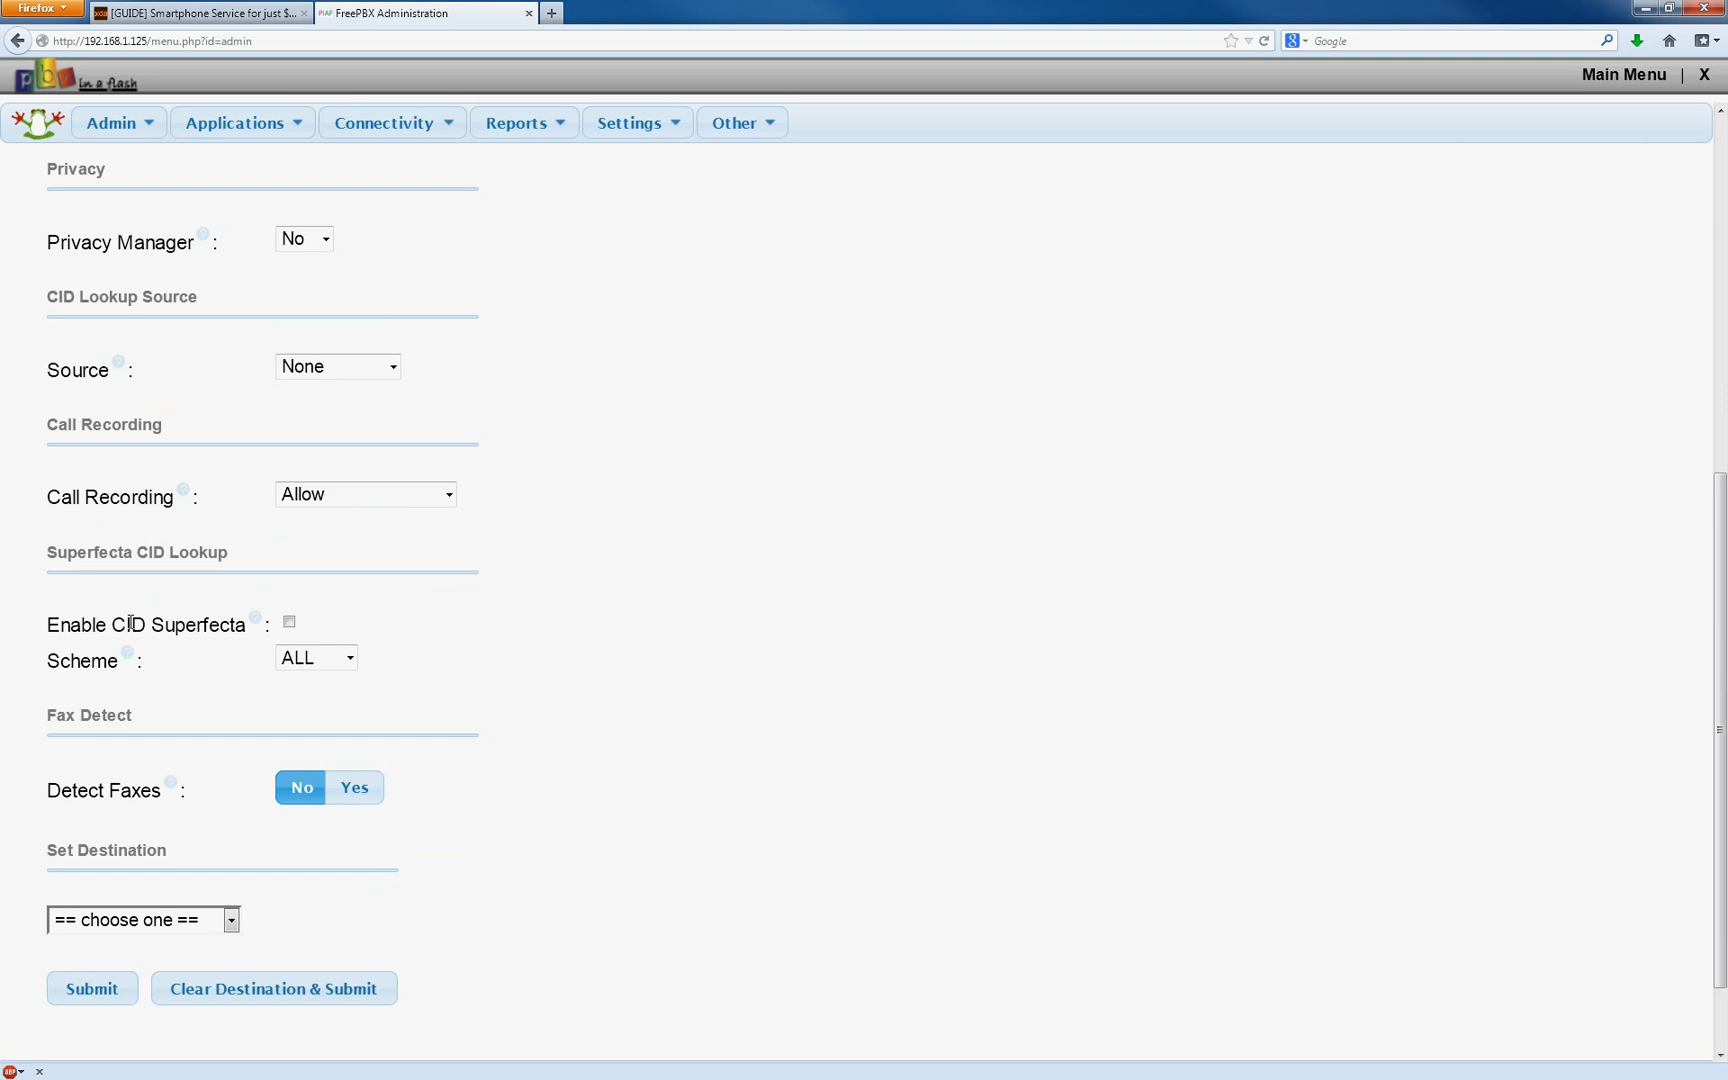 Firefox
[GUIDE] Smartphone Service for just $...
PIAF FreePBX Administration
http://192.168.1.125/menu.php?id=admin
Google
pbx in a flash
Main Menu | X
Admin
Applications
Connectivity
Reports
Settings
Other
Privacy
Privacy Manager ? :
No
CID Lookup Source
Source ? :
None
Call Recording
Call Recording ? :
Allow
Superfecta CID Lookup
Enable CID Superfecta ? :
Scheme ? :
ALL
Fax Detect
Detect Faxes ? :
No Yes
Set Destination
== choose one ==
Submit
Clear Destination & Submit
ABP